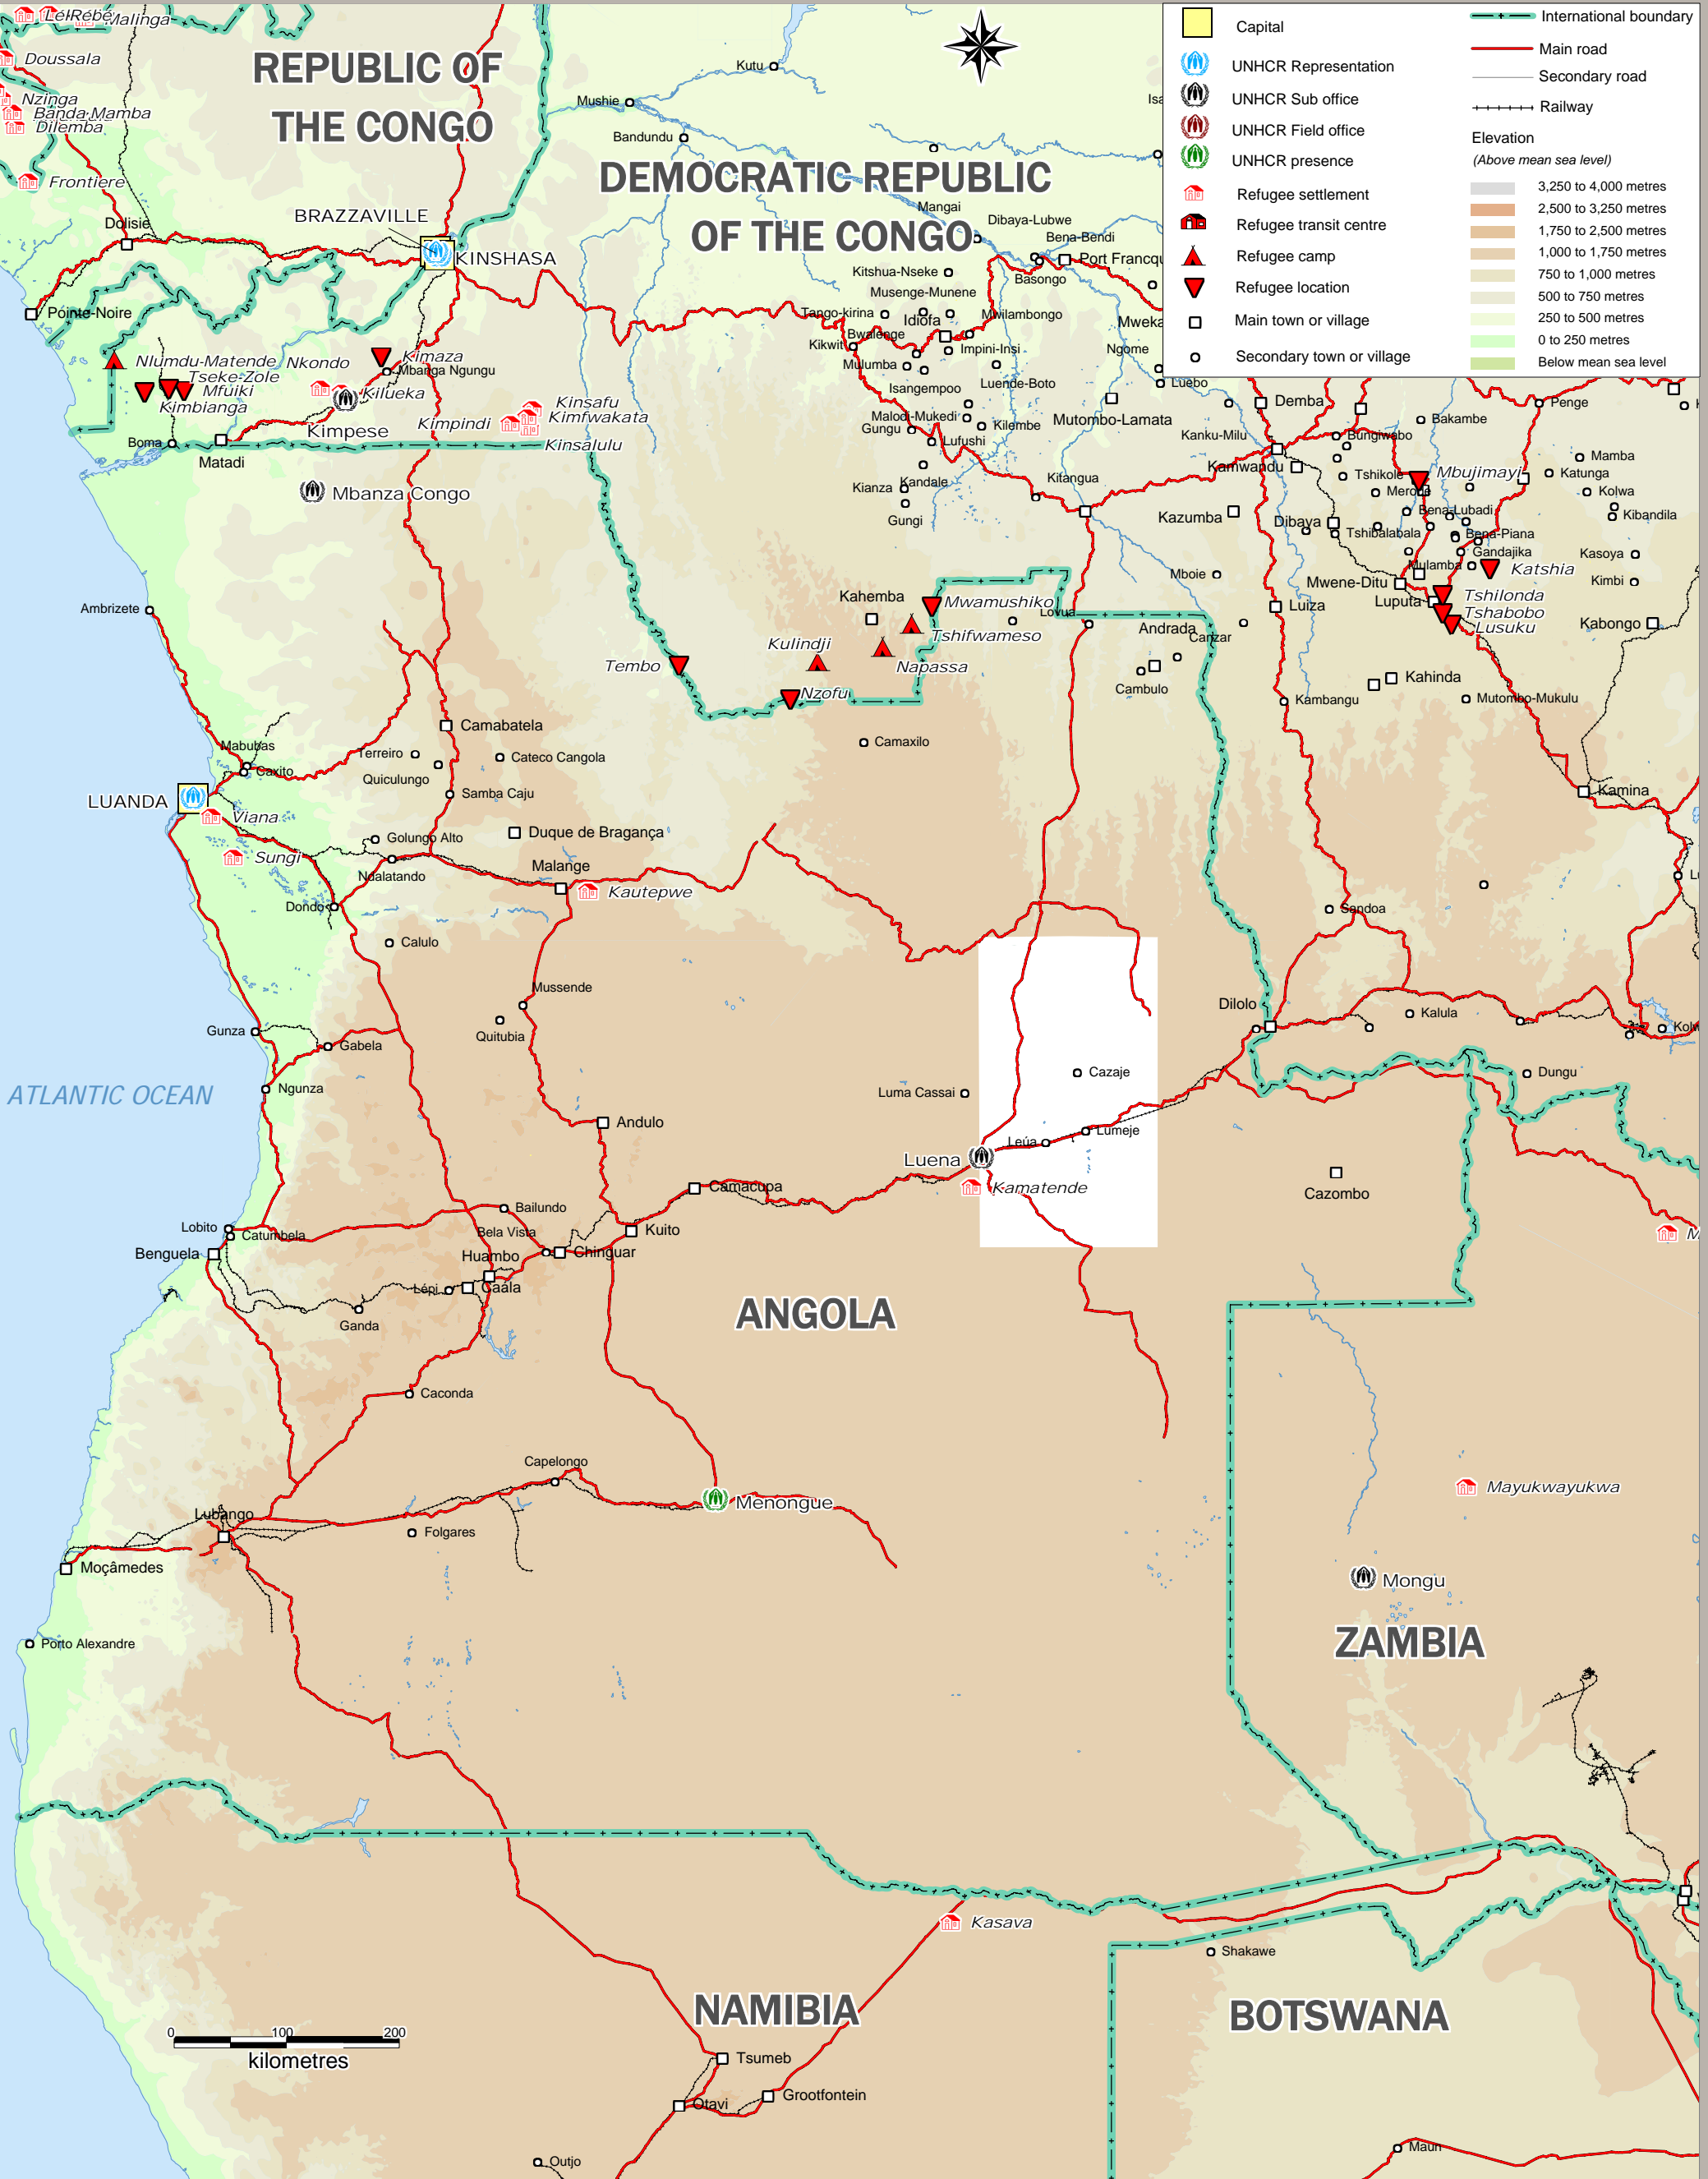 LélRébé
Malinga
Doussala
Nzinga
Banda Mamba
Dilemba
Frontiere
REPUBLIC OF
THE CONGO
Kutu
Mushie
Bandundu
DEMOCRATIC REPUBLIC
OF THE CONGO
Capital
UNHCR Representation
UNHCR Sub office
UNHCR Field office
UNHCR presence
Refugee settlement
Refugee transit centre
Refugee camp
Refugee location
Main town or village
Secondary town or village
International boundary
Main road
Secondary road
Railway
Elevation
(Above mean sea level)
3,250 to 4,000 metres
2,500 to 3,250 metres
1,750 to 2,500 metres
1,000 to 1,750 metres
750 to 1,000 metres
500 to 750 metres
250 to 500 metres
0 to 250 metres
Below mean sea level
Isa
Mangai
Dibaya-Lubwe
Bena-Bendi
Port Francqu
Basongo
Dolisie
BRAZZAVILLE
KINSHASA
Pointe-Noire
Kitshua-Nseke
Musenge-Munene
Tango-kirina
Idiofa
Mwilambongo
Bwalenge
Kikwit
Impini-Insi
Mulumba
Isangempoo
Luende-Boto
Mweka
Ngome
Luebo
Malodi-Mukedi
Gungu
Kilembe
Lufushi
Mutombo-Lamata
Kandale
Kianza
Gungi
Kitangua
Nlumdu-Matende
Nkondo
Kimaza
Mbanga Ngungu
Tseke-Zole
Mfuiki
Kimbianga
Kilueka
Kimpese
Kimpindi
Kinsafu
Kimfwakata
Kinsalulu
Boma
Matadi
Mbanza Congo
Demba
Penge
Bakambe
Kanku-Milu
Bungiwabo
Kamwandu
Tshikole
Mbujimayi
Mamba
Katunga
Merode
Kolwa
Kazumba
Dibaya
Bena-Lubadi
Kibandila
Tshibalabala
Bena-Piana
Gandajika
Kasoya
Mulamba
Katshia
Mboie
Mwene-Ditu
Kimbi
Luputa
Tshilonda
Tshabobo
Lusuku
Luiza
Kabongo
Ambrizete
Kahemba
Mwamushiko
Lovua
Tshifwameso
Andrada
Canzar
Kulindji
Napassa
Tembo
Nzofu
Cambulo
Kahinda
Kambangu
Mutombo-Mukulu
Camabatela
Camaxilo
Mabubas
Caxito
Terreiro
Cateco Cangola
Quiculungo
Samba Caju
Kamina
LUANDA
Viana
Sungi
Golungo Alto
Duque de Bragança
Malange
Ndalatando
Kautepwe
Dondo
Calulo
Sandoa
Lu
Mussende
Quitubia
Dilolo
Kalula
Kolw
Gunza
Gabela
Ngunza
ATLANTIC OCEAN
Cazaje
Luma Cassai
Dungu
Andulo
Leúa
Lumeje
Luena
Kamatende
Cazombo
Camacupa
Lobito
Catumbela
Benguela
Bailundo
Bela Vista
Kuito
Chinguar
Huambo
Caála
Lépi
Ganda
M
ANGOLA
Caconda
Capelongo
Menongue
Mayukwayukwa
Lubango
Folgares
Moçâmedes
Mongu
ZAMBIA
Porto Alexandre
Kasava
Shakawe
NAMIBIA
BOTSWANA
0 100 200
kilometres
Tsumeb
Grootfontein
Otavi
Outjo
Maun